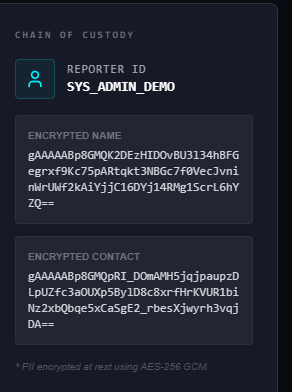 CHAIN OF CUSTODY
REPORTER ID
SYS_ADMIN_DEMO
ENCRYPTED NAME
gAAAAABp8GMQK2DEzHIDOvBU3l34hBFG
egrxf9Kc75pARtqkt3NBGc7f0VecJvni
nWrUWf2kAiYjjC16DYj14RMg1ScrL6hY
ZQ==
ENCRYPTED CONTACT
gAAAAABp8GMQpRI_DOmAMH5jqjpaupzD
LpUZfc3aOUXp5By1D8c8xrfHrKVUR1bi
Nz2xbQbqe5xCaSgE2_rbesXjwyrh3vqj
DA==
* PII encrypted at rest using AES-256 GCM.